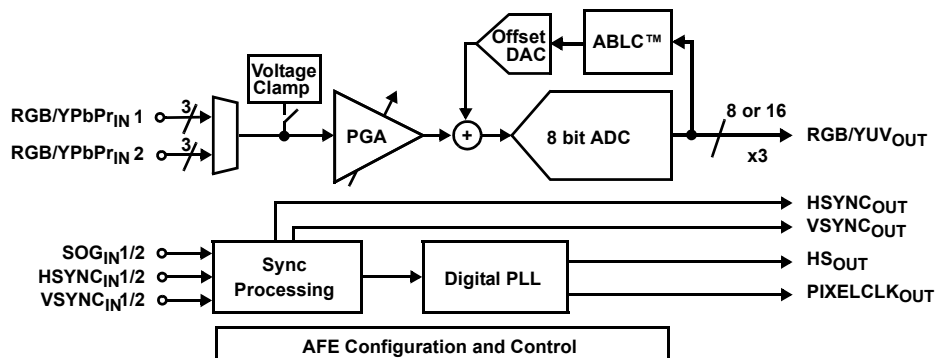 Offset
DAC
ABLC™
Voltage
Clamp
RGB/YPbPrIN 1
3
PGA
+
8 bit ADC
8 or 16
x3
RGB/YUVOUT
RGB/YPbPrIN 2
3
HSYNCOUT
VSYNCOUT
SOGIN1/2
HSYNCIN1/2
VSYNCIN1/2
Sync
Processing
Digital PLL
HSOUT
PIXELCLKOUT
AFE Configuration and Control